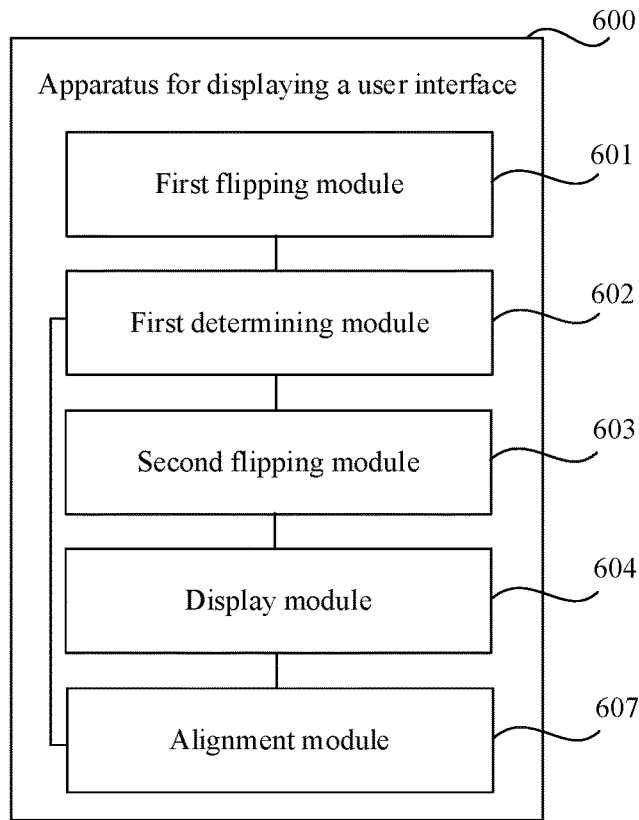 600
Apparatus for displaying a user interface
601
First flipping module
602
First determining module
603
Second flipping module
604
Display module
607
Alignment module